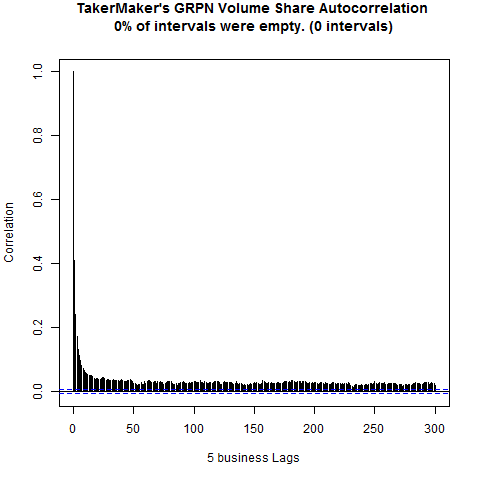 TakerMaker's GRPN Volume Share Autocorrelation
0% of intervals were empty. (0 intervals)
Correlation
1.0
0.8
0.6
0.4
0.2
0.0
0 50 100 150 200 250 300
5 business Lags